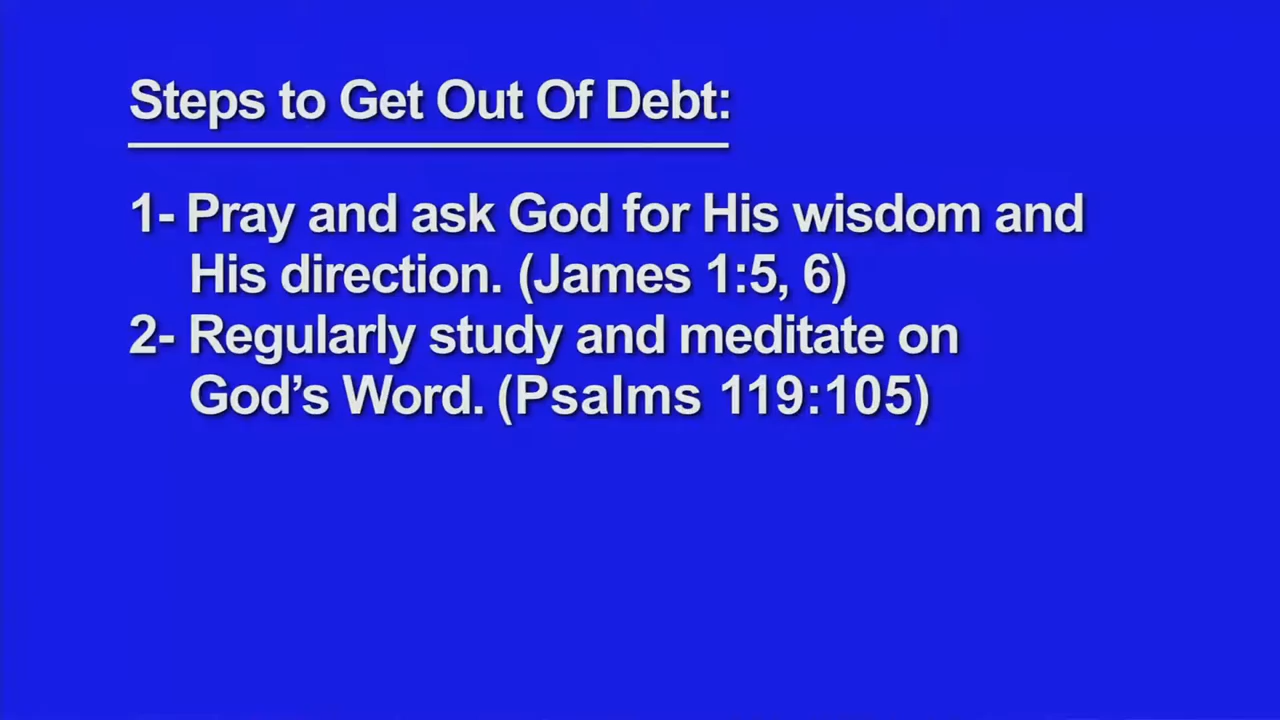 Steps to Get Out Of Debt:
1- Pray and ask God for His wisdom and
His direction. (James 1:5, 6)
2- Regularly study and meditate on
God’s Word. (Psalms 119:105)